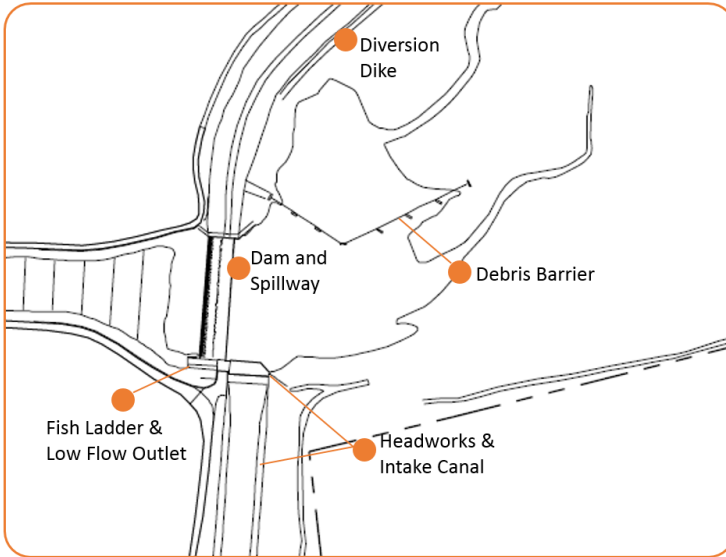 Diversion
Dike
Dam and
Spillway
Debris Barrier
Fish Ladder &
Low Flow Outlet
Headworks &
Intake Canal